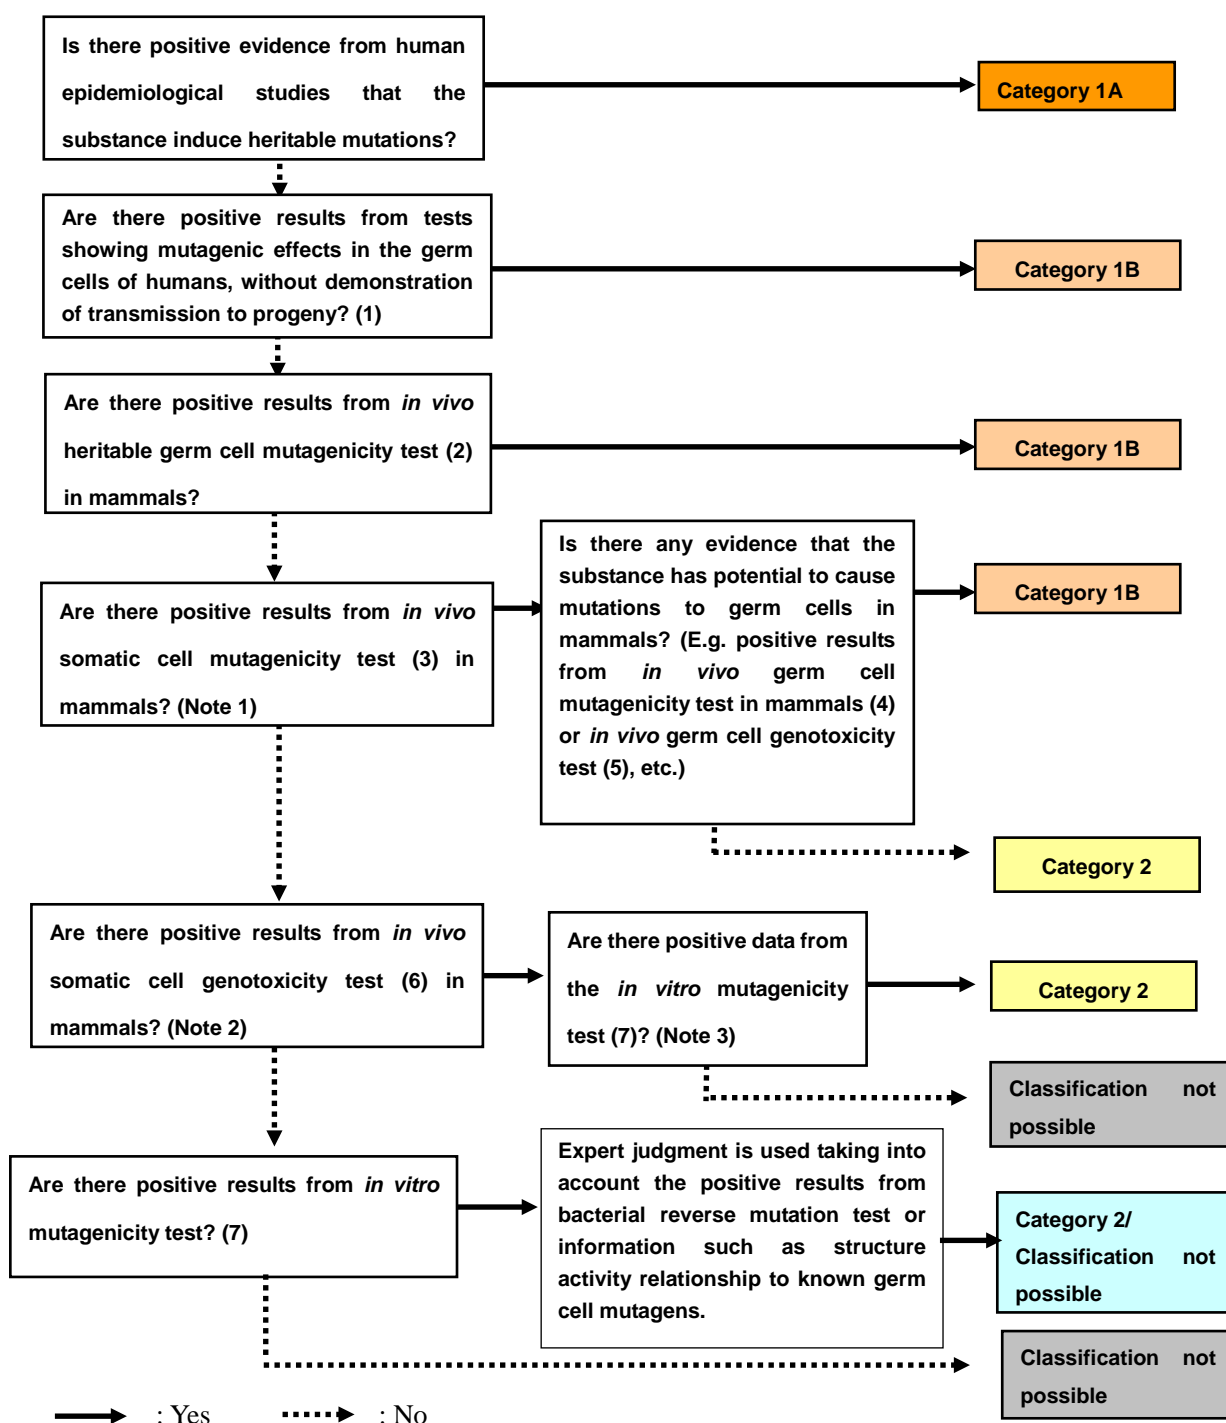 Is there positive evidence from human
epidemiological studies that the
substance induce heritable mutations?
Category 1A
Are there positive results from tests
showing mutagenic effects in the germ
cells of humans, without demonstration
of transmission to progeny? (1)
Category 1B
Are there positive results from in vivo
heritable germ cell mutagenicity test (2)
in mammals?
Category 1B
Are there positive results from in vivo
somatic cell mutagenicity test (3) in
mammals? (Note 1)
Is there any evidence that the
substance has potential to cause
mutations to germ cells in
mammals? (E.g. positive results
from in vivo germ cell
mutagenicity test in mammals (4)
or in vivo germ cell genotoxicity
test (5), etc.)
Category 1B
Category 2
Are there positive results from in vivo
somatic cell genotoxicity test (6) in
mammals? (Note 2)
Are there positive data from
the in vitro mutagenicity
test (7)? (Note 3)
Category 2
Classification not
possible
Are there positive results from in vitro
mutagenicity test? (7)
Expert judgment is used taking into
account the positive results from
bacterial reverse mutation test or
information such as structure
activity relationship to known germ
cell mutagens.
Category 2/
Classification not
possible
Classification not
possible
: Yes
: No